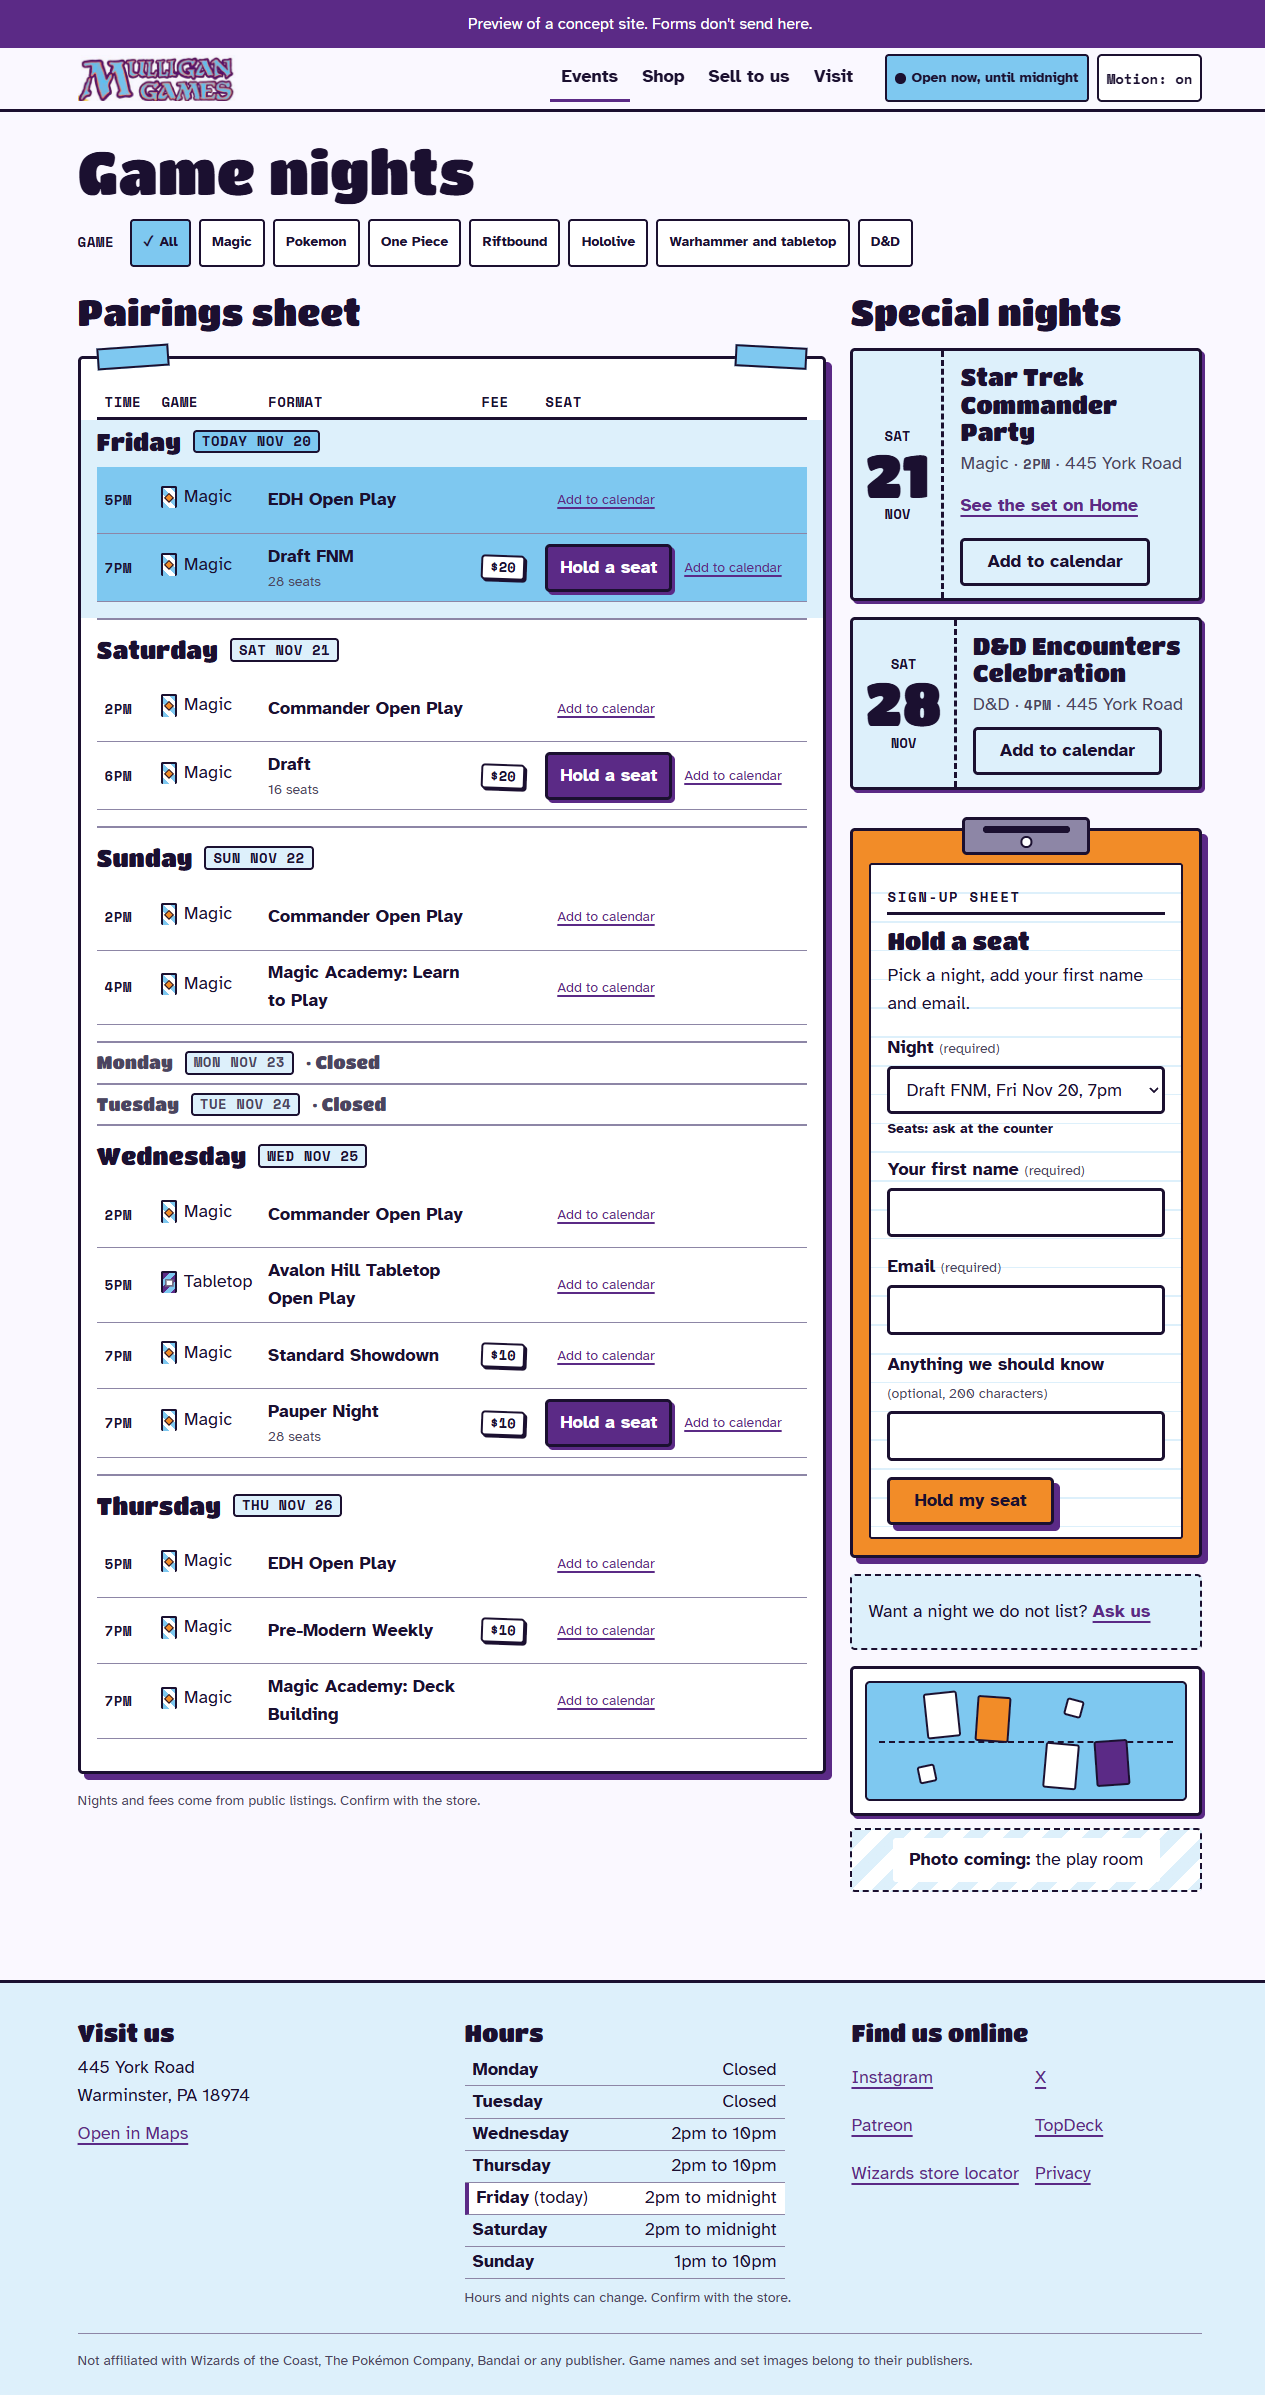 Preview of a concept site. Forms don't send here.
MULLIGAN GAMES
Events Shop Sell to us Visit
Open now, until midnight
Motion: on
Game nights
GAME ✓ All Magic Pokemon One Piece Riftbound Hololive Warhammer and tabletop D&D
Pairings sheet
TIME GAME FORMAT FEE SEAT
Friday TODAY NOV 20
5PM Magic EDH Open Play Add to calendar
7PM Magic Draft FNM $20 Hold a seat Add to calendar
28 seats
Saturday SAT NOV 21
2PM Magic Commander Open Play Add to calendar
6PM Magic Draft $20 Hold a seat Add to calendar
16 seats
Sunday SUN NOV 22
2PM Magic Commander Open Play Add to calendar
4PM Magic Magic Academy: Learn Add to calendar
to Play
Monday MON NOV 23 · Closed
Tuesday TUE NOV 24 · Closed
Wednesday WED NOV 25
2PM Magic Commander Open Play Add to calendar
5PM Tabletop Avalon Hill Tabletop Add to calendar
Open Play
7PM Magic Standard Showdown $10 Add to calendar
7PM Magic Pauper Night $10 Hold a seat Add to calendar
28 seats
Thursday THU NOV 26
5PM Magic EDH Open Play Add to calendar
7PM Magic Pre-Modern Weekly $10 Add to calendar
7PM Magic Magic Academy: Deck Add to calendar
Building
Nights and fees come from public listings. Confirm with the store.
Special nights
SAT
21
NOV
Star Trek
Commander
Party
Magic · 2PM · 445 York Road
See the set on Home
Add to calendar
SAT
28
NOV
D&D Encounters
Celebration
D&D · 4PM · 445 York Road
Add to calendar
SIGN-UP SHEET
Hold a seat
Pick a night, add your first name
and email.
Night (required)
Draft FNM, Fri Nov 20, 7pm
Seats: ask at the counter
Your first name (required)
Email (required)
Anything we should know
(optional, 200 characters)
Hold my seat
Want a night we do not list? Ask us
Photo coming: the play room
Visit us
445 York Road
Warminster, PA 18974
Open in Maps
Hours
Monday Closed
Tuesday Closed
Wednesday 2pm to 10pm
Thursday 2pm to 10pm
Friday (today) 2pm to midnight
Saturday 2pm to midnight
Sunday 1pm to 10pm
Hours and nights can change. Confirm with the store.
Find us online
Instagram X
Patreon TopDeck
Wizards store locator Privacy
Not affiliated with Wizards of the Coast, The Pokémon Company, Bandai or any publisher. Game names and set images belong to their publishers.